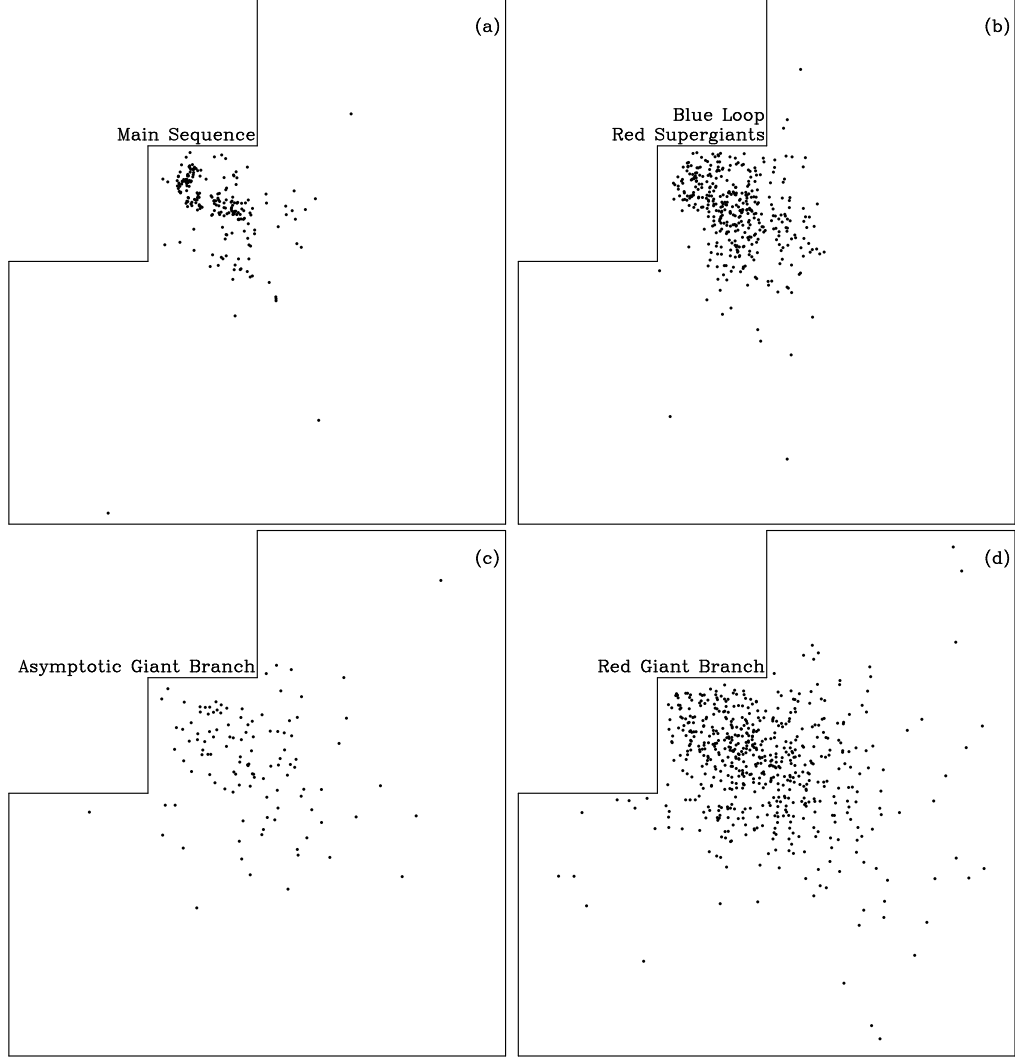 (a)
Main Sequence
(b)
Blue Loop
Red Supergiants
(c)
Asymptotic Giant Branch
(d)
Red Giant Branch